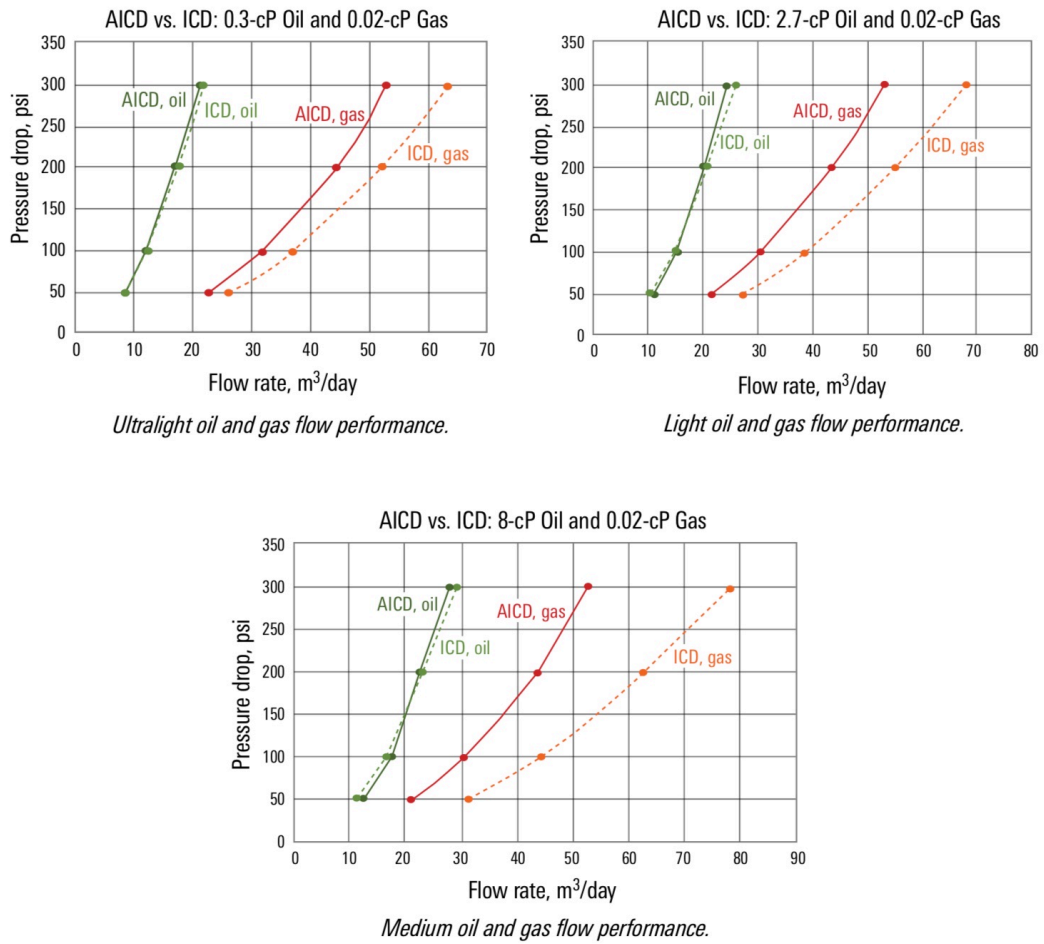 AICD vs. ICD: 0.3-cP Oil and 0.02-cP Gas
350
300
250
200
150
100
50
0
Pressure drop, psi
AICD, oil
ICD, oil
AICD, gas
ICD, gas
0 10 20 30 40 50 60 70
Flow rate, m³/day
Ultralight oil and gas flow performance.
AICD vs. ICD: 2.7-cP Oil and 0.02-cP Gas
350
300
250
200
150
100
50
0
Pressure drop, psi
AICD, oil
ICD, oil
AICD, gas
ICD, gas
0 10 20 30 40 50 60 70 80
Flow rate, m³/day
Light oil and gas flow performance.
AICD vs. ICD: 8-cP Oil and 0.02-cP Gas
350
300
250
200
150
100
50
0
Pressure drop, psi
AICD, oil
ICD, oil
AICD, gas
ICD, gas
0 10 20 30 40 50 60 70 80 90
Flow rate, m³/day
Medium oil and gas flow performance.